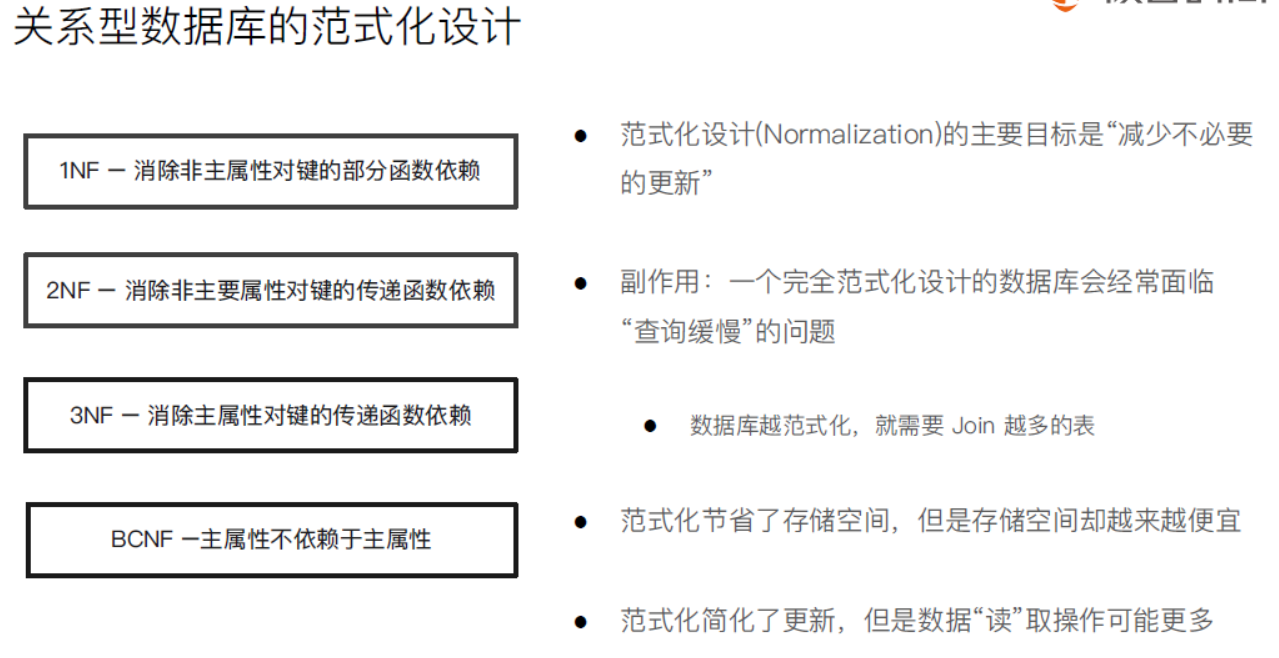 关系型数据库的范式化设计
1NF — 消除非主属性对键的部分函数依赖
2NF — 消除非主要属性对键的传递函数依赖
3NF — 消除主属性对键的传递函数依赖
BCNF —主属性不依赖于主属性
● 范式化设计(Normalization)的主要目标是“减少不必要
的更新”
● 副作用：一个完全范式化设计的数据库会经常面临
“查询缓慢”的问题
● 数据库越范式化，就需要 Join 越多的表
● 范式化节省了存储空间，但是存储空间却越来越便宜
● 范式化简化了更新，但是数据“读”取操作可能更多